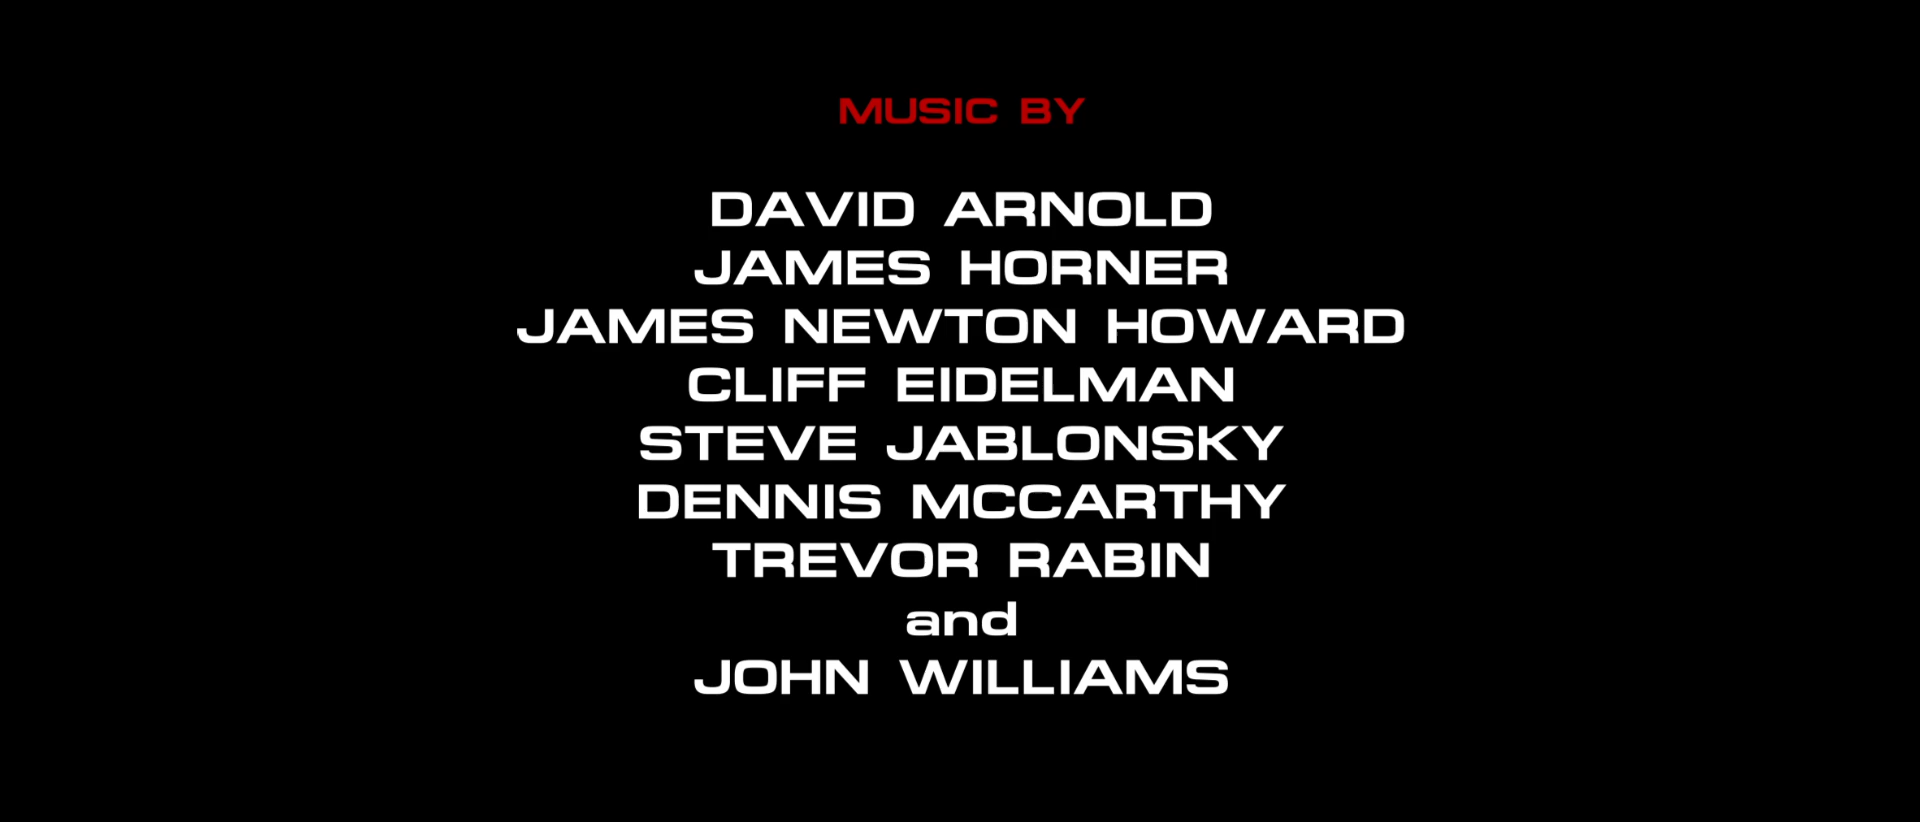 MUSIC BY
DAVID ARNOLD
JAMES HORNER
JAMES NEWTON HOWARD
CLIFF EIDELMAN
STEVE JABLONSKY
DENNIS MCCARTHY
TREVOR RABIN
and
JOHN WILLIAMS